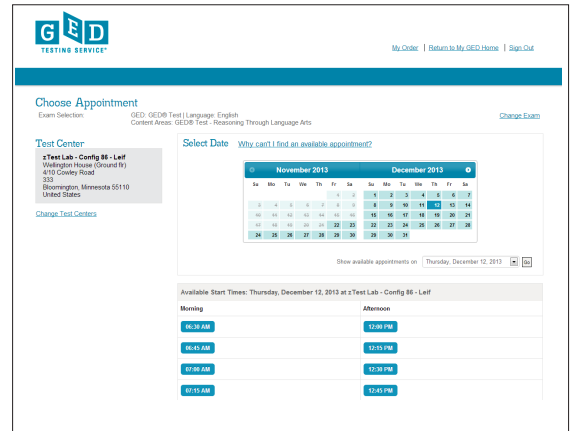 GED
TESTING SERVICE®
My Order | Return to My GED Home | Sign Out
Choose Appointment
Exam Selection: GED: GED® Test | Language: English Change Exam
Content Areas: GED® Test - Reasoning Through Language Arts
Test Center
zTest Lab - Config 86 - Leif
Wellington House (Ground flr)
4/10 Cowley Road
333
Bloomington, Minnesota 55110
United States
Change Test Centers
Select Date Why can't I find an available appointment?
November 2013 December 2013
Su Mo Tu We Th Fr Sa Su Mo Tu We Th Fr Sa
1 2 1 2 3 4 5 6 7
3 4 5 6 7 8 9 8 9 10 11 12 13 14
10 11 12 13 14 15 16 15 16 17 18 19 20 21
17 18 19 20 21 22 23 22 23 24 25 26 27 28
24 25 26 27 28 29 30 29 30 31
Show available appointments on Thursday, December 12, 2013 Go
Available Start Times: Thursday, December 12, 2013 at zTest Lab - Config 86 - Leif
Morning Afternoon
06:30 AM 12:00 PM
06:45 AM 12:15 PM
07:00 AM 12:30 PM
07:15 AM 12:45 PM